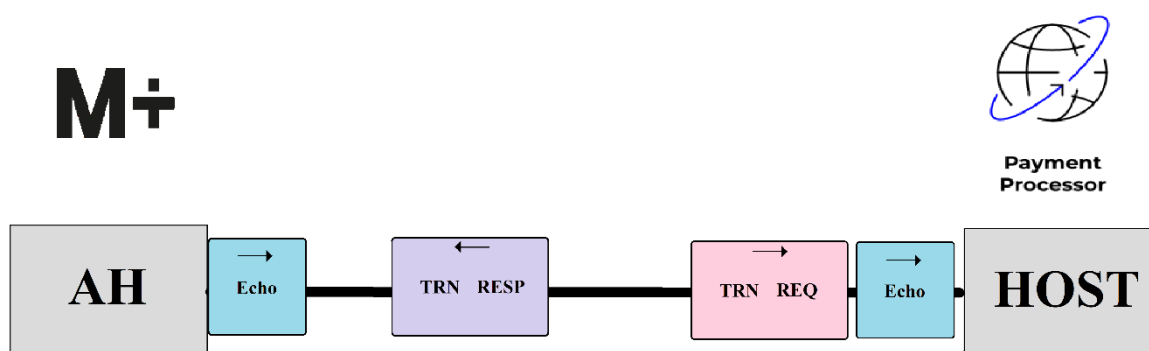 M+
Payment
Processor
AH
Echo
TRN RESP
TRN REQ
Echo
HOST